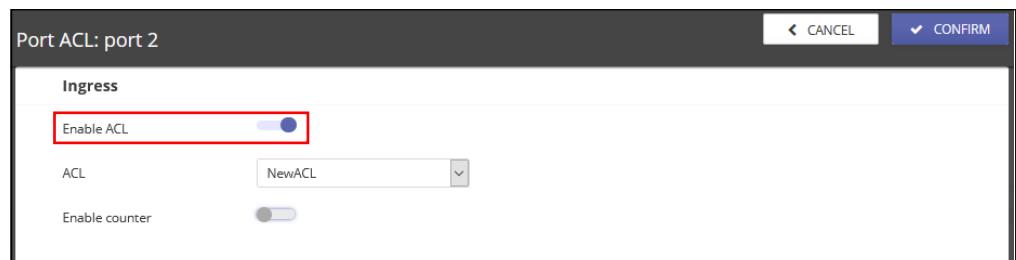 Port ACL: port 2
CANCEL
CONFIRM
Ingress
Enable ACL
ACL
NewACL
Enable counter